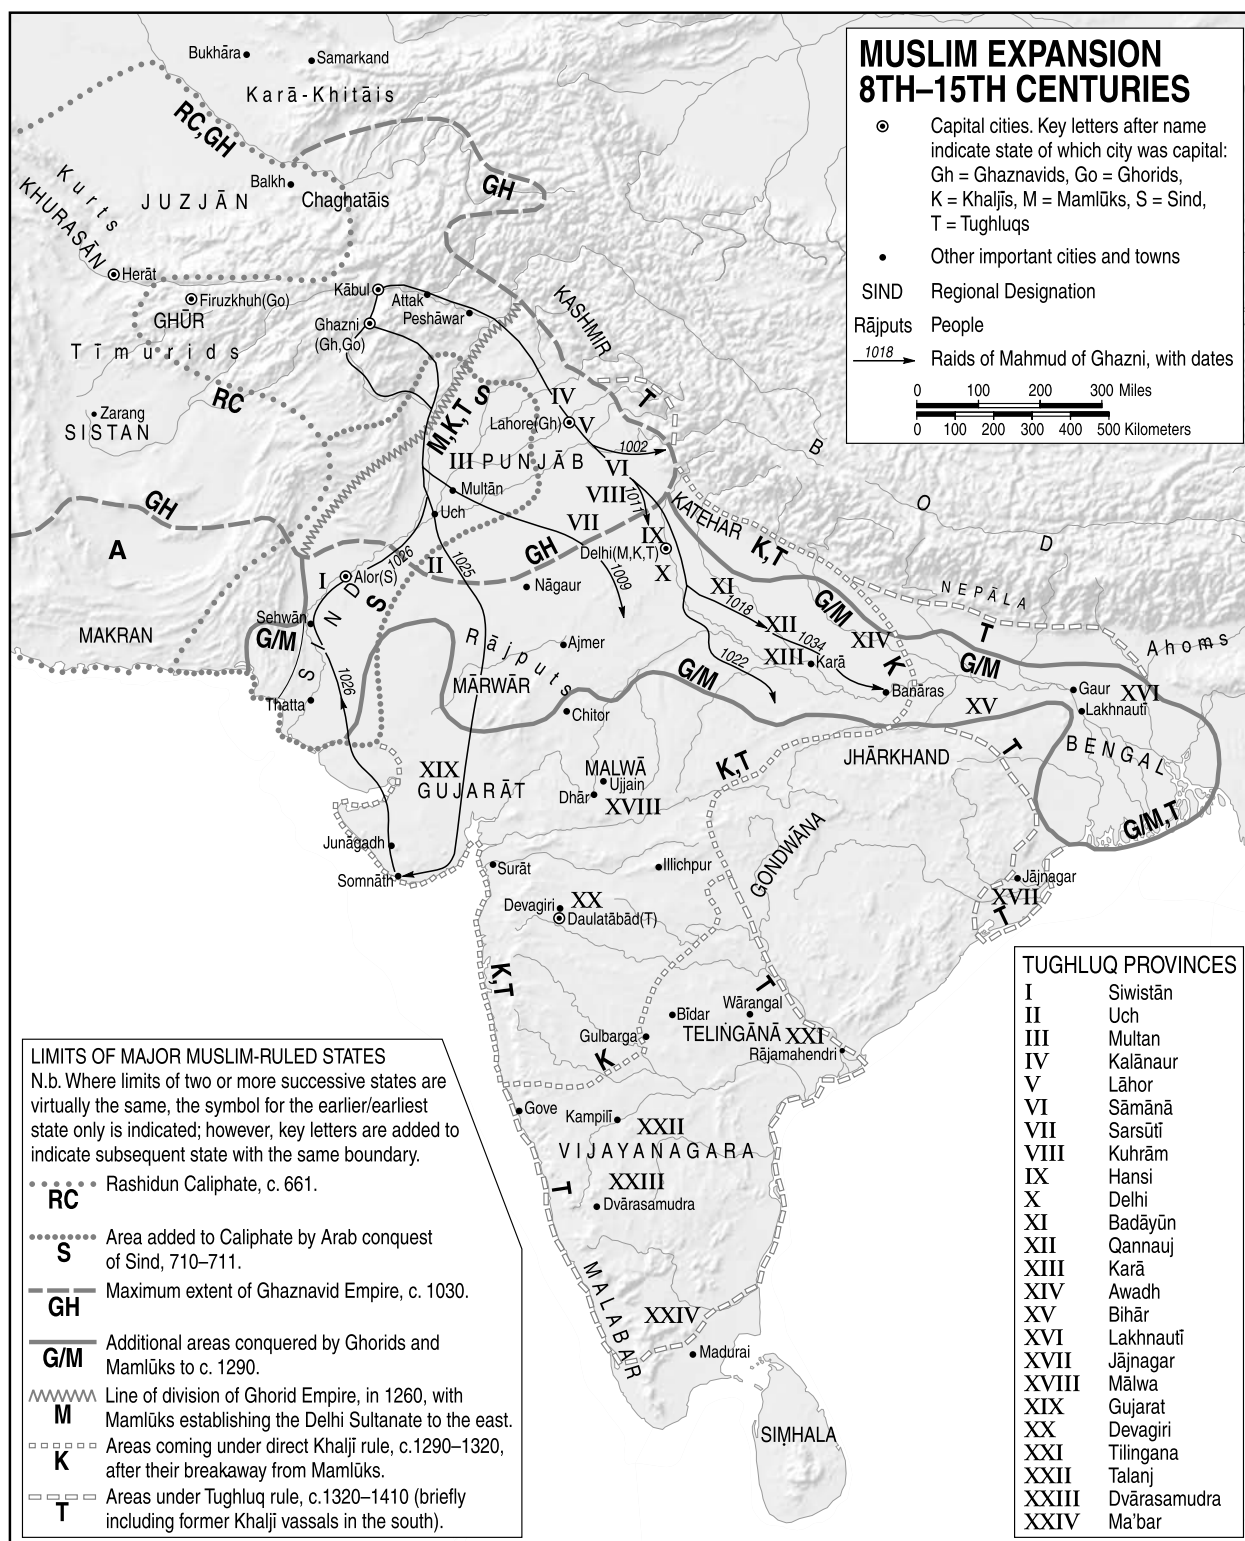 MUSLIM EXPANSION
8TH–15TH CENTURIES
Capital cities. Key letters after name
indicate state of which city was capital:
Gh = Ghaznavids, Go = Ghorids,
K = Khaljīs, M = Mamlūks, S = Sind,
T = Tughluqs
Other important cities and towns
SIND Regional Designation
Rājputs People
1018 Raids of Mahmud of Ghazni, with dates
0 100 200 300 Miles
0 100 200 300 400 500 Kilometers
Bukhāra
Samarkand
Karā-Khitāis
RC,GH
Kurts
KHURASĀN
JUZJĀN
Balkh
Chaghatāis
GH
Herāt
Firuzkhuh(Go)
GHŪR
Tīmurids
Kābul
Attak
Peshāwar
Ghazni
(Gh,Go)
KASHMIR
RC
Zarang
SISTAN
M,K,T
S
IV
T
Lahore(Gh)
V
1002
B
III
PUNJĀB
VI
Multān
VIII
1011
Uch
VII
KATEHAR
O
GH
A
IX
Delhi(M,K,T)
X
K,T
D
GH
1026
II
1025
1009
I
Alor(S)
Nāgaur
XI
1018
G/M
NEPĀLA
S
SIND
Sehwān
G/M
MAKRAN
Rājputs
Ajmer
XII
1034
XIV
T
Ahoms
XIII
Karā
K
G/M
1022
G/M
MĀRWĀR
1026
Thatta
Chitor
Banāras
Gaur
XVI
Lakhnautī
XV
BENGAL
T
JHĀRKHAND
K,T
XIX
GUJARĀT
MALWĀ
Ujjain
Dhār
XVIII
G/M,T
GONDWĀNA
Junāgadh
Somnāth
Surāt
Illichpur
Jājnagar
XVII
T
Devagiri
XX
Daulatābād(T)
K,T
T
Wārangal
Bīdar
TELINGĀNĀ
XXI
Gulbarga
Rājamahendri
K
Gove
Kampilī
XXII
VIJAYANAGARA
T
XXIII
Dvārasamudra
MALABAR
XXIV
Madurai
SIMHALA
LIMITS OF MAJOR MUSLIM-RULED STATES
N.b. Where limits of two or more successive states are
virtually the same, the symbol for the earlier/earliest
state only is indicated; however, key letters are added to
indicate subsequent state with the same boundary.
RC Rashidun Caliphate, c. 661.
S Area added to Caliphate by Arab conquest
of Sind, 710–711.
GH Maximum extent of Ghaznavid Empire, c. 1030.
G/M Additional areas conquered by Ghorids and
Mamlūks to c. 1290.
M Line of division of Ghorid Empire, in 1260, with
Mamlūks establishing the Delhi Sultanate to the east.
K Areas coming under direct Khaljī rule, c.1290–1320,
after their breakaway from Mamlūks.
T Areas under Tughluq rule, c.1320–1410 (briefly
including former Khaljī vassals in the south).
TUGHLUQ PROVINCES
I Siwistān
II Uch
III Multan
IV Kalānaur
V Lāhor
VI Sāmānā
VII Sarsūtī
VIII Kuhrām
IX Hansi
X Delhi
XI Badāyūn
XII Qannauj
XIII Karā
XIV Awadh
XV Bihār
XVI Lakhnautī
XVII Jājnagar
XVIII Mālwa
XIX Gujarat
XX Devagiri
XXI Tilingana
XXII Talanj
XXIII Dvārasamudra
XXIV Ma'bar